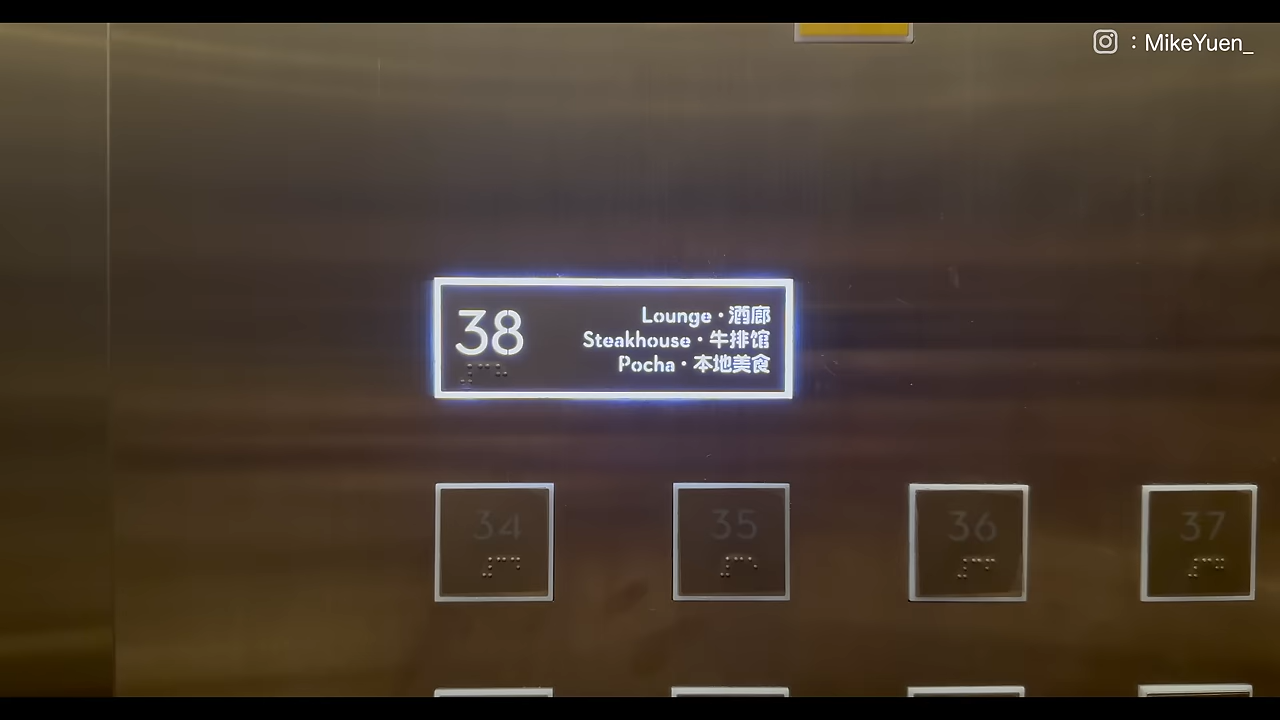 : MikeYuen_
38
Lounge · 酒廊
Steakhouse · 牛排馆
Pocha · 本地美食
34 35 36 37